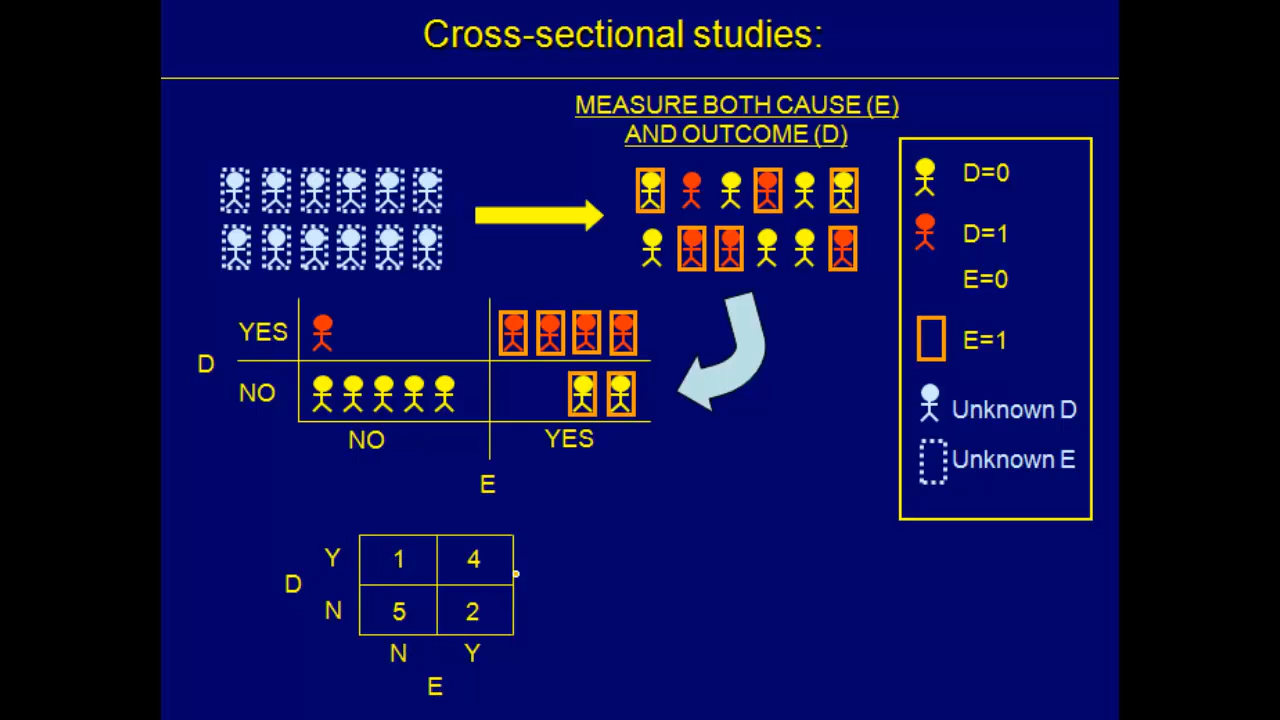 Cross-sectional studies:
MEASURE BOTH CAUSE (E)
AND OUTCOME (D)
D=0
D=1
E=0
E=1
Unknown D
Unknown E
YES
D
NO
NO YES
E
Y 1 4
D
N 5 2
N Y
E